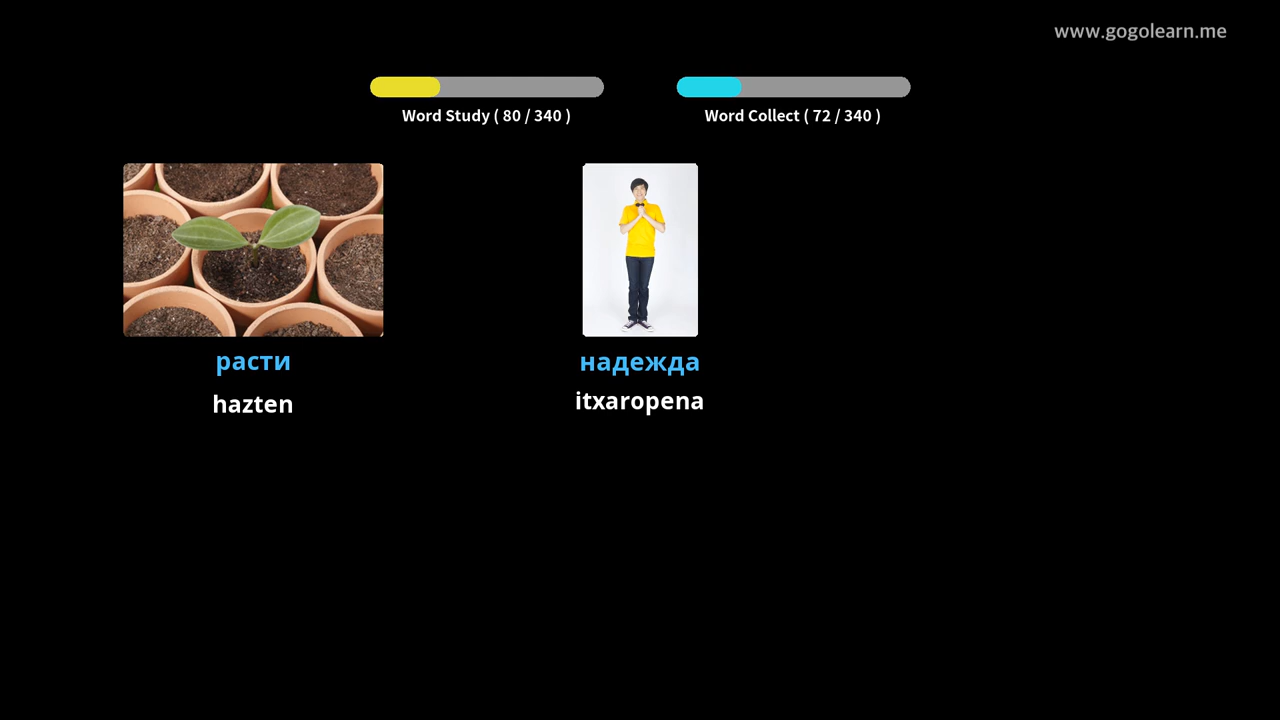 www.gogolearn.me
Word Study ( 80 / 340 )
Word Collect ( 72 / 340 )
расти
надежда
hazten
itxaropena